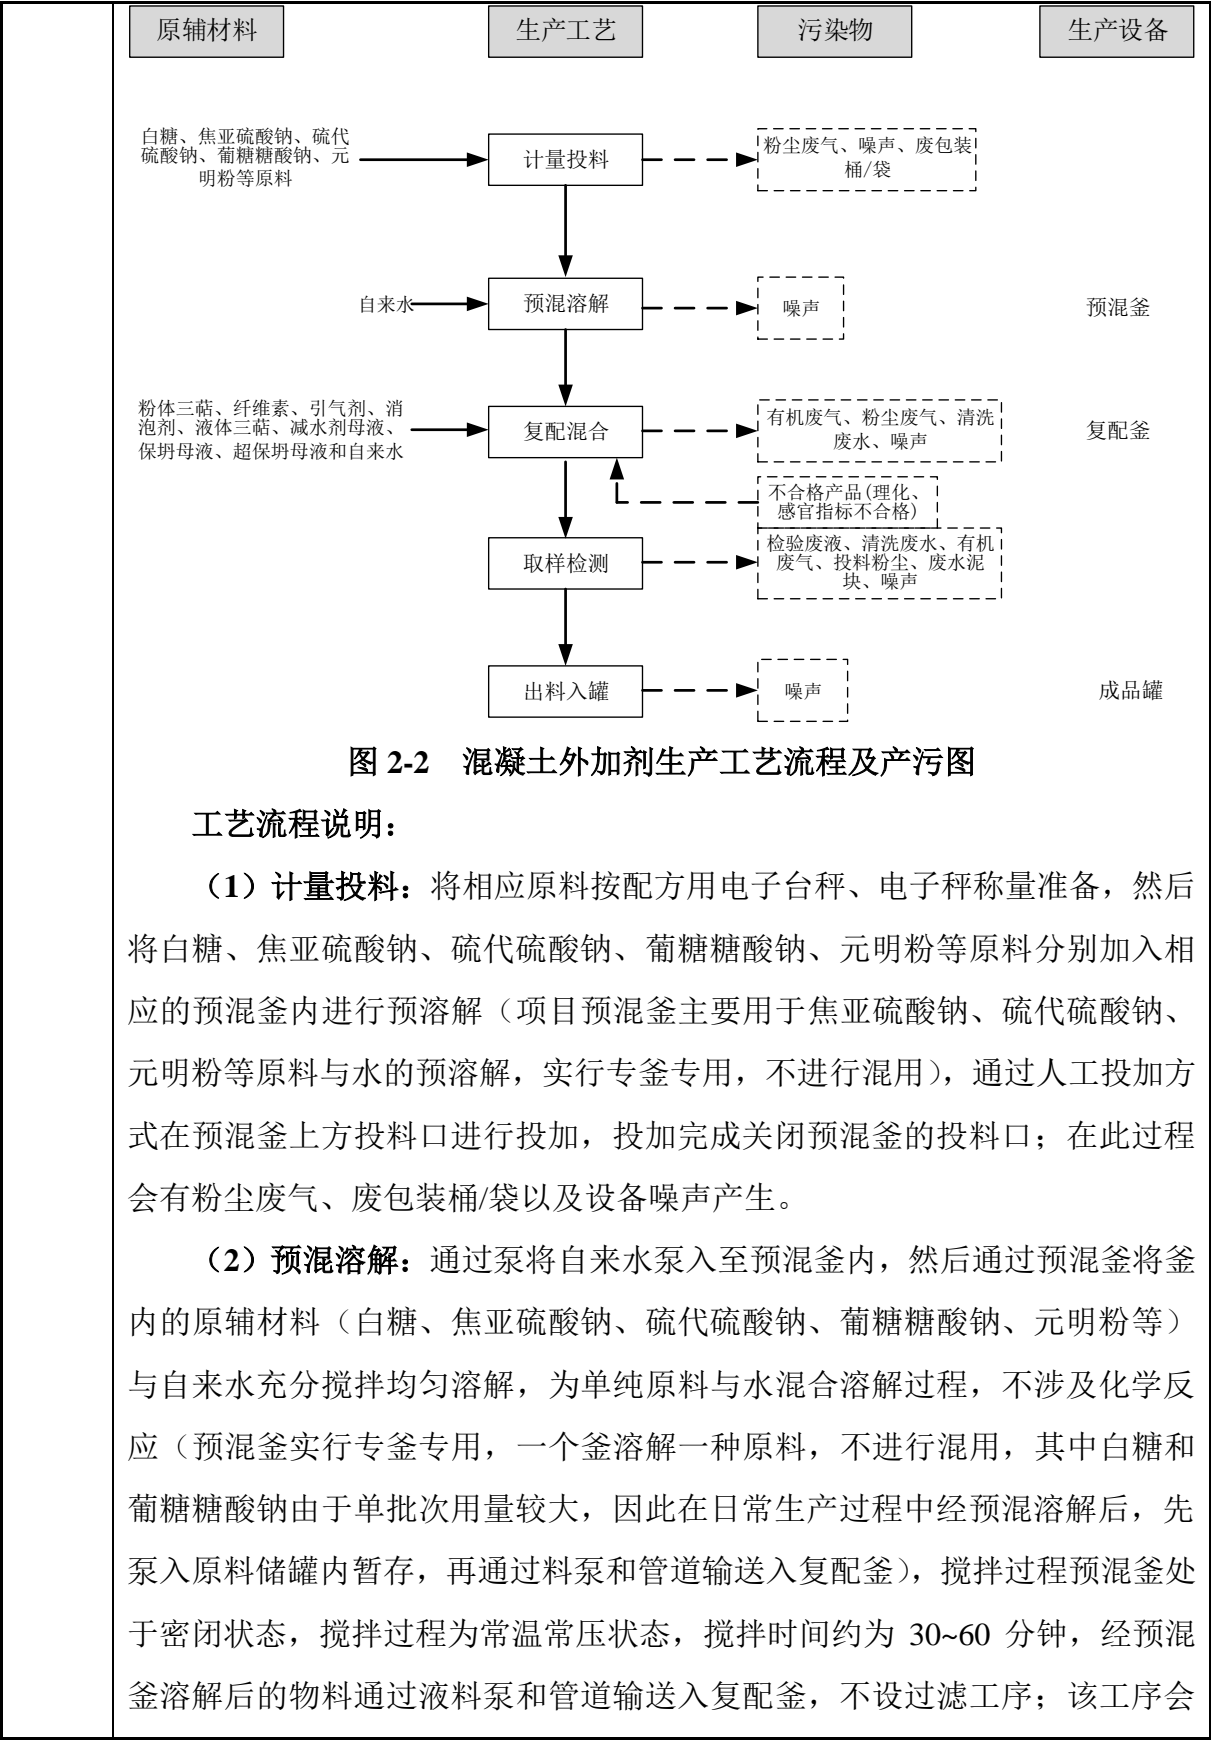 原辅材料
生产工艺
污染物
生产设备
白糖、焦亚硫酸钠、硫代
硫酸钠、葡糖糖酸钠、元
明粉等原料
计量投料
粉尘废气、噪声、废包装
桶/袋
自来水
预混溶解
噪声
预混釜
粉体三萜、纤维素、引气剂、消
泡剂、液体三萜、减水剂母液、
保坍母液、超保坍母液和自来水
复配混合
有机废气、粉尘废气、清洗
废水、噪声
复配釜
不合格产品(理化、
感官指标不合格)
取样检测
检验废液、清洗废水、有机
废气、投料粉尘、废水泥
块、噪声
出料入罐
噪声
成品罐
图 2-2 混凝土外加剂生产工艺流程及产污图
工艺流程说明：
（1）计量投料：将相应原料按配方用电子台秤、电子秤称量准备，然后
将白糖、焦亚硫酸钠、硫代硫酸钠、葡糖糖酸钠、元明粉等原料分别加入相
应的预混釜内进行预溶解（项目预混釜主要用于焦亚硫酸钠、硫代硫酸钠、
元明粉等原料与水的预溶解，实行专釜专用，不进行混用），通过人工投加方
式在预混釜上方投料口进行投加，投加完成关闭预混釜的投料口；在此过程
会有粉尘废气、废包装桶/袋以及设备噪声产生。
（2）预混溶解：通过泵将自来水泵入至预混釜内，然后通过预混釜将釜
内的原辅材料（白糖、焦亚硫酸钠、硫代硫酸钠、葡糖糖酸钠、元明粉等）
与自来水充分搅拌均匀溶解，为单纯原料与水混合溶解过程，不涉及化学反
应（预混釜实行专釜专用，一个釜溶解一种原料，不进行混用，其中白糖和
葡糖糖酸钠由于单批次用量较大，因此在日常生产过程中经预混溶解后，先
泵入原料储罐内暂存，再通过料泵和管道输送入复配釜），搅拌过程预混釜处
于密闭状态，搅拌过程为常温常压状态，搅拌时间约为 30~60 分钟，经预混
釜溶解后的物料通过液料泵和管道输送入复配釜，不设过滤工序；该工序会